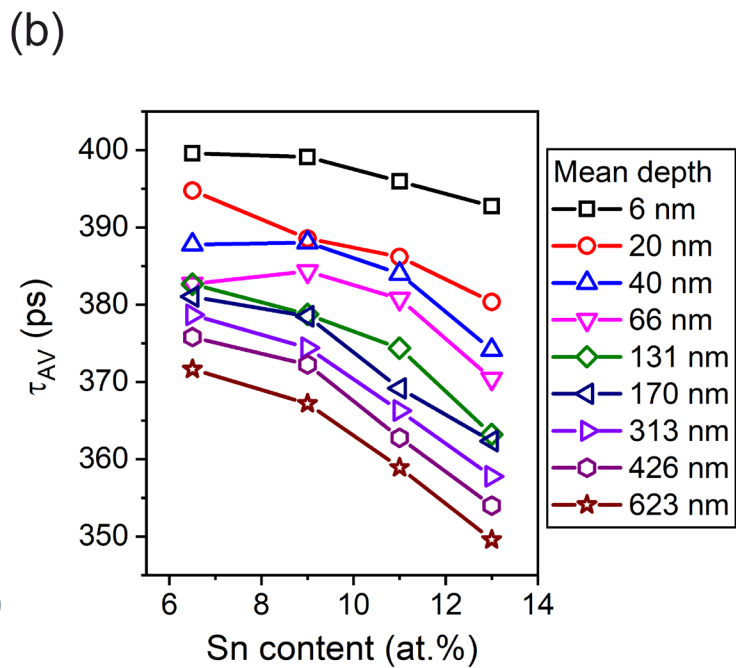 (b)
400
390
380
370
360
350
τAV (ps)
6 8 10 12 14
Sn content (at.%)
Mean depth
6 nm
20 nm
40 nm
66 nm
131 nm
170 nm
313 nm
426 nm
623 nm